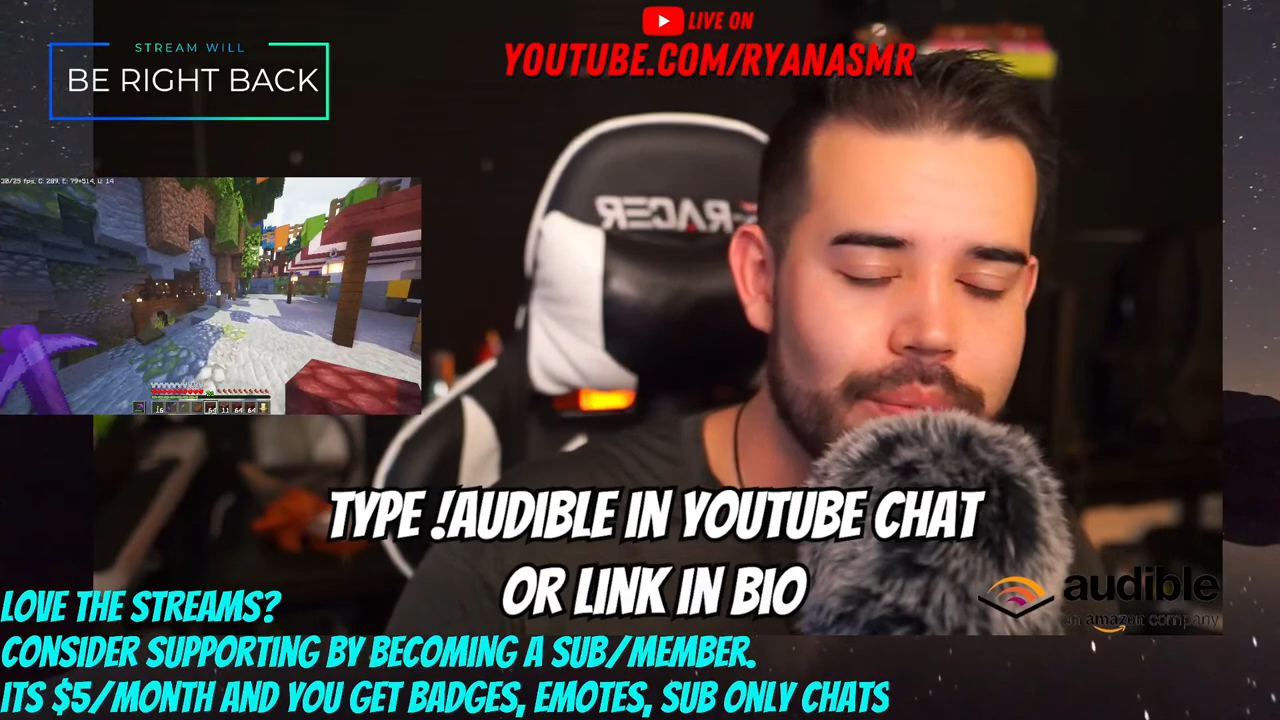 LIVE ON
YOUTUBE.COM/RYANASMR
STREAM WILL
BE RIGHT BACK
-RACER
TYPE !AUDIBLE IN YOUTUBE CHAT
OR LINK IN BIO
audible
an amazon company
LOVE THE STREAMS?
CONSIDER SUPPORTING BY BECOMING A SUB/MEMBER.
ITS $5/MONTH AND YOU GET BADGES, EMOTES, SUB ONLY CHATS